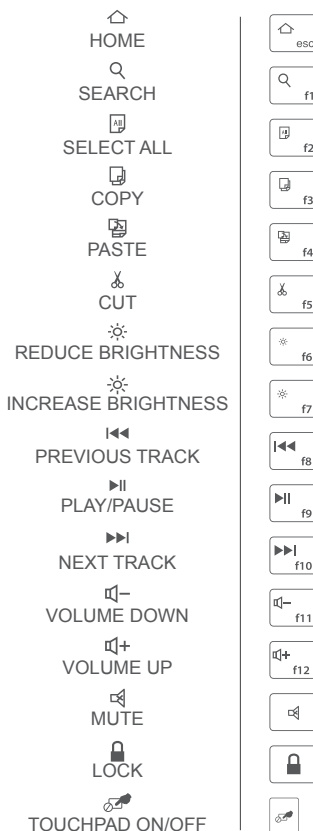 HOME
esc
SEARCH
f1
All
SELECT ALL
All
f2
COPY
f3
PASTE
f4
CUT
f5
REDUCE BRIGHTNESS
f6
INCREASE BRIGHTNESS
f7
PREVIOUS TRACK
f8
PLAY/PAUSE
f9
NEXT TRACK
f10
VOLUME DOWN
f11
VOLUME UP
f12
MUTE
LOCK
TOUCHPAD ON/OFF